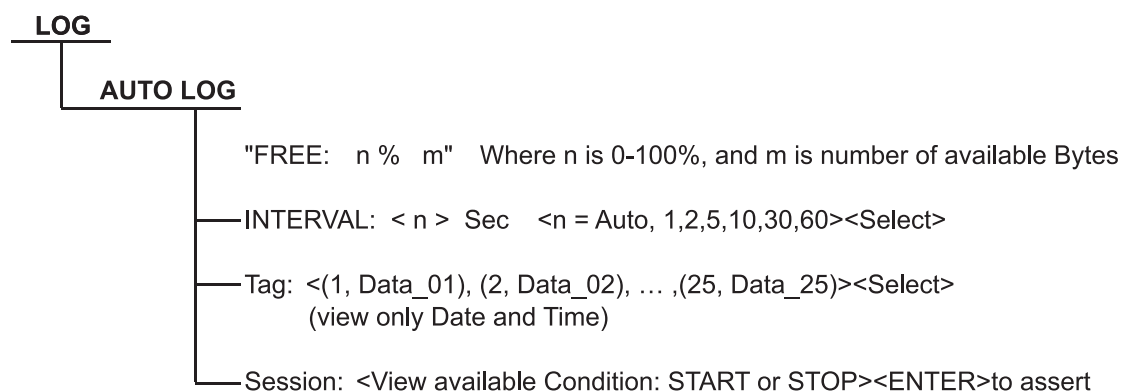 LOG
AUTO LOG
"FREE: n % m" Where n is 0-100%, and m is number of available Bytes
INTERVAL: < n > Sec <n = Auto, 1,2,5,10,30,60><Select>
Tag: <(1, Data_01), (2, Data_02), … ,(25, Data_25)><Select>
(view only Date and Time)
Session: <View available Condition: START or STOP><ENTER>to assert